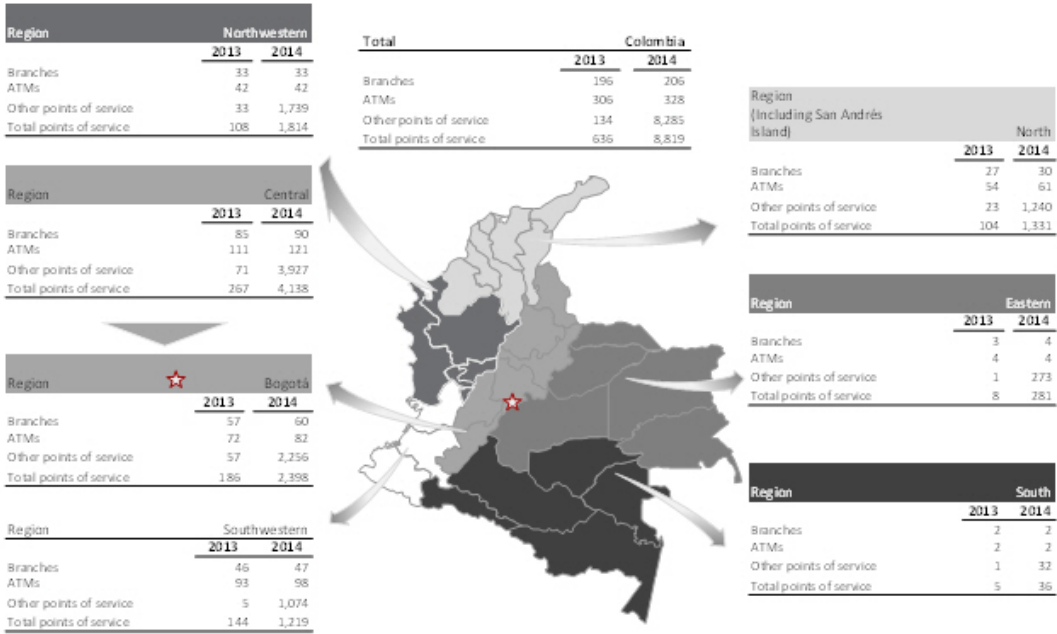 Region Northwestern
2013 2014
Branches 33 33
ATMs 42 42
Other points of service 33 1,739
Total points of service 108 1,814
Region Central
2013 2014
Branches 85 90
ATMs 111 121
Other points of service 71 3,927
Total points of service 267 4,138
Region Bogotá
2013 2014
Branches 57 60
ATMs 72 82
Other points of service 57 2,256
Total points of service 186 2,398
Region Southwestern
2013 2014
Branches 46 47
ATMs 93 98
Other points of service 5 1,074
Total points of service 144 1,219
Total Colombia
2013 2014
Branches 196 206
ATMs 306 328
Other points of service 134 8,285
Total points of service 636 8,819
Region
(Including San Andrés
Island) North
2013 2014
Branches 27 30
ATMs 54 61
Other points of service 23 1,240
Total points of service 104 1,331
Region Eastern
2013 2014
Branches 3 4
ATMs 4 4
Other points of service 1 273
Total points of service 8 281
Region South
2013 2014
Branches 2 2
ATMs 2 2
Other points of service 1 32
Total points of service 5 36